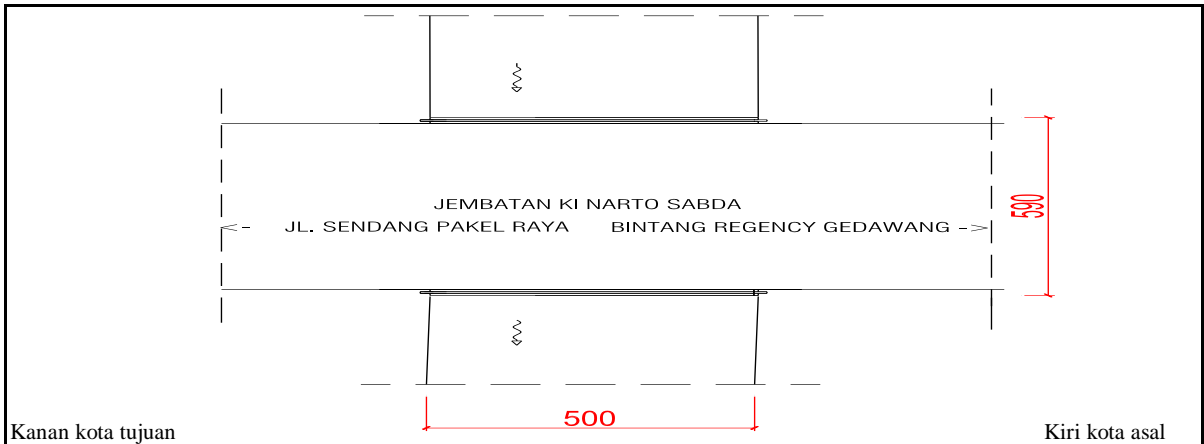 JEMBATAN KI NARTO SABDA
<- JL. SENDANG PAKEL RAYA BINTANG REGENCY GEDAWANG ->
590
500
Kanan kota tujuan Kiri kota asal